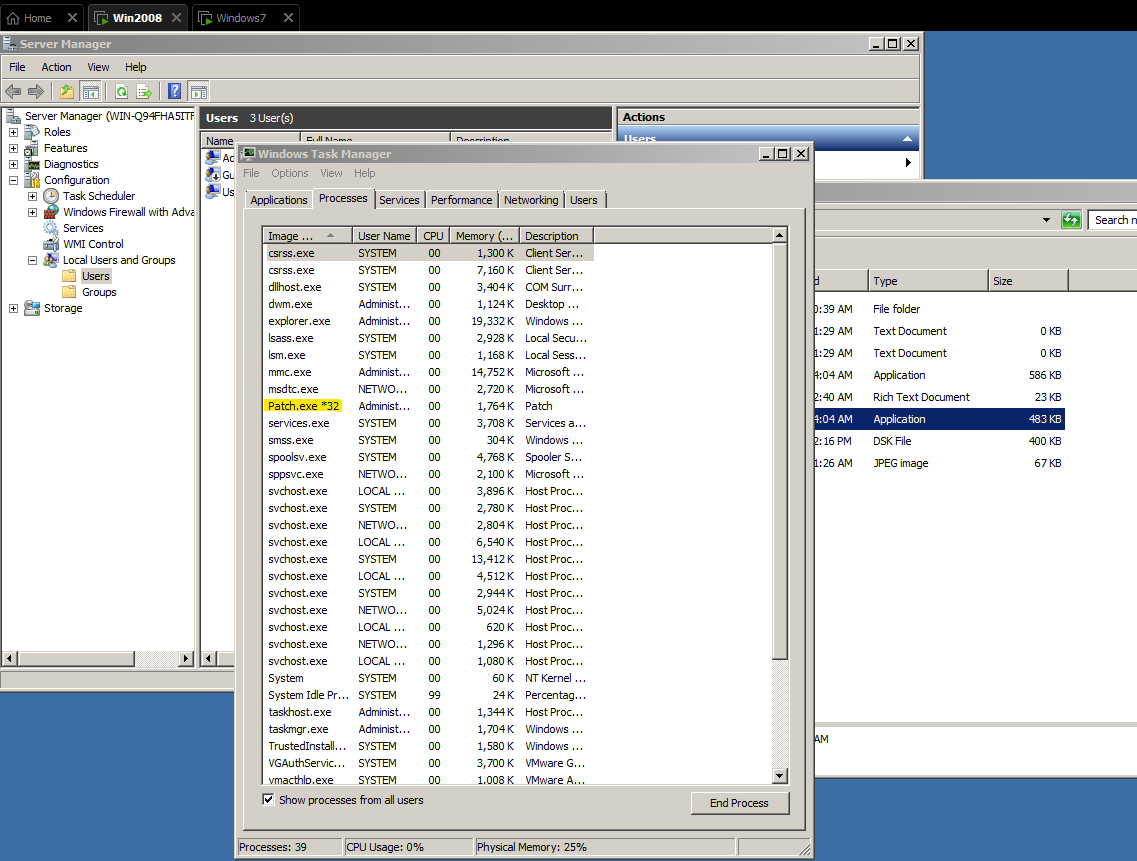 Home Win2008 Windows7
Server Manager
File Action View Help
Server Manager (WIN-Q94FHA5ITF
Roles
Features
Diagnostics
Configuration
Task Scheduler
Windows Firewall with Adva
Services
WMI Control
Local Users and Groups
Users
Groups
Storage
Users 3 User(s)
Name Full Name Description
Ad
Gu
Us
Actions
Users
Windows Task Manager
File Options View Help
Applications Processes Services Performance Networking Users
Image ... User Name CPU Memory (... Description
csrss.exe SYSTEM 00 1,300 K Client Ser...
csrss.exe SYSTEM 00 7,160 K Client Ser...
dllhost.exe SYSTEM 00 3,404 K COM Surr...
dwm.exe Administ... 00 1,124 K Desktop ...
explorer.exe Administ... 00 19,332 K Windows ...
lsass.exe SYSTEM 00 2,928 K Local Secu...
lsm.exe SYSTEM 00 1,168 K Local Sess...
mmc.exe Administ... 00 14,752 K Microsoft ...
msdtc.exe NETWO... 00 2,720 K Microsoft ...
Patch.exe *32 Administ... 00 1,764 K Patch
services.exe SYSTEM 00 3,708 K Services a...
smss.exe SYSTEM 00 304 K Windows ...
spoolsv.exe SYSTEM 00 4,768 K Spooler S...
sppsvc.exe NETWO... 00 2,100 K Microsoft ...
svchost.exe LOCAL ... 00 3,896 K Host Proc...
svchost.exe SYSTEM 00 2,780 K Host Proc...
svchost.exe NETWO... 00 2,804 K Host Proc...
svchost.exe LOCAL ... 00 6,540 K Host Proc...
svchost.exe SYSTEM 00 13,412 K Host Proc...
svchost.exe LOCAL ... 00 4,512 K Host Proc...
svchost.exe SYSTEM 00 2,944 K Host Proc...
svchost.exe NETWO... 00 5,024 K Host Proc...
svchost.exe LOCAL ... 00 620 K Host Proc...
svchost.exe NETWO... 00 1,296 K Host Proc...
svchost.exe LOCAL ... 00 1,080 K Host Proc...
System SYSTEM 00 60 K NT Kernel ...
System Idle Pr... SYSTEM 99 24 K Percentag...
taskhost.exe Administ... 00 1,344 K Host Proc...
taskmgr.exe Administ... 00 1,704 K Windows ...
TrustedInstall... SYSTEM 00 1,580 K Windows ...
VGAuthServic... SYSTEM 00 3,700 K VMware G...
vmacthlp.exe SYSTEM 00 1,008 K VMware A...
Show processes from all users
End Process
Processes: 39 CPU Usage: 0% Physical Memory: 25%
Search n
d Type Size
0:39 AM File folder
1:29 AM Text Document 0 KB
1:29 AM Text Document 0 KB
4:04 AM Application 586 KB
2:40 AM Rich Text Document 23 KB
4:04 AM Application 483 KB
2:16 PM DSK File 400 KB
1:26 AM JPEG image 67 KB
AM